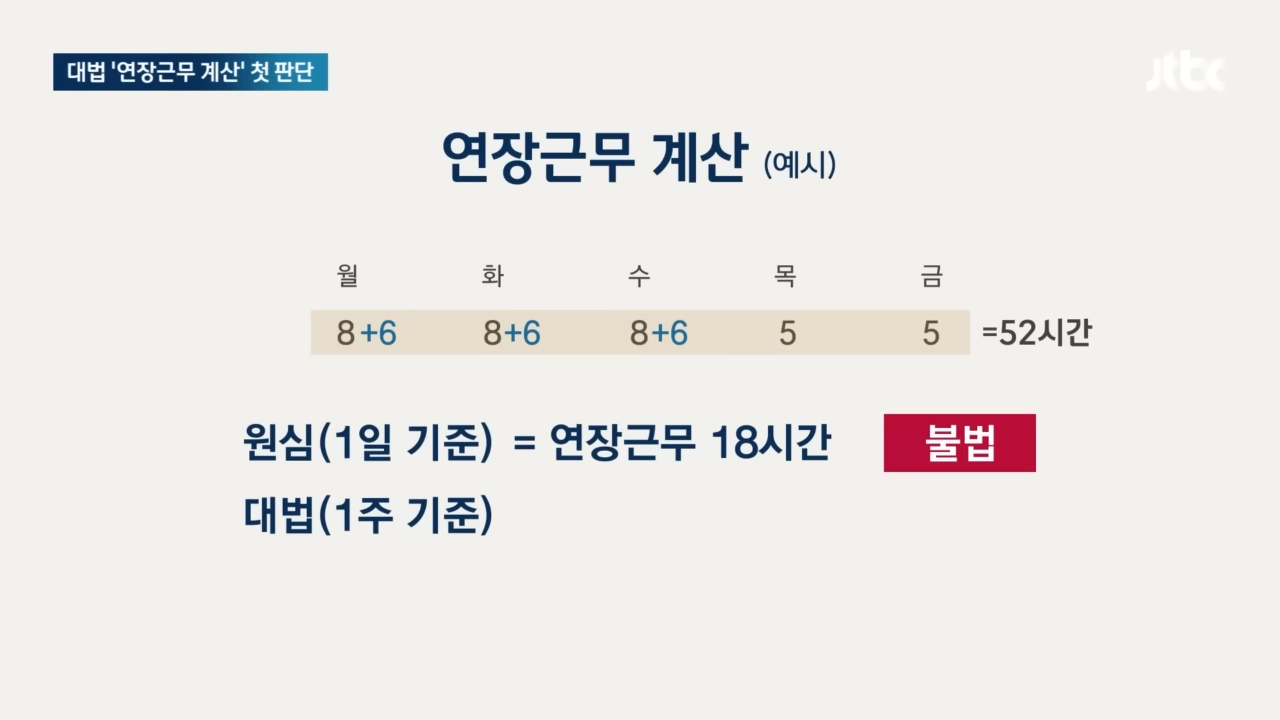 대법 '연장근무 계산' 첫 판단
jtbc
연장근무 계산 (예시)
월 화 수 목 금
8+6 8+6 8+6 5 5 =52시간
원심(1일 기준) = 연장근무 18시간 불법
대법(1주 기준)